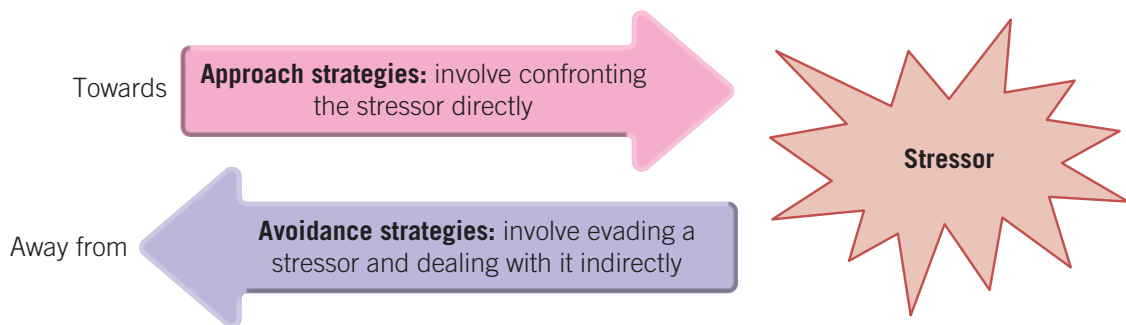 Towards
Approach strategies: involve confronting
the stressor directly
Stressor
Away from
Avoidance strategies: involve evading a
stressor and dealing with it indirectly